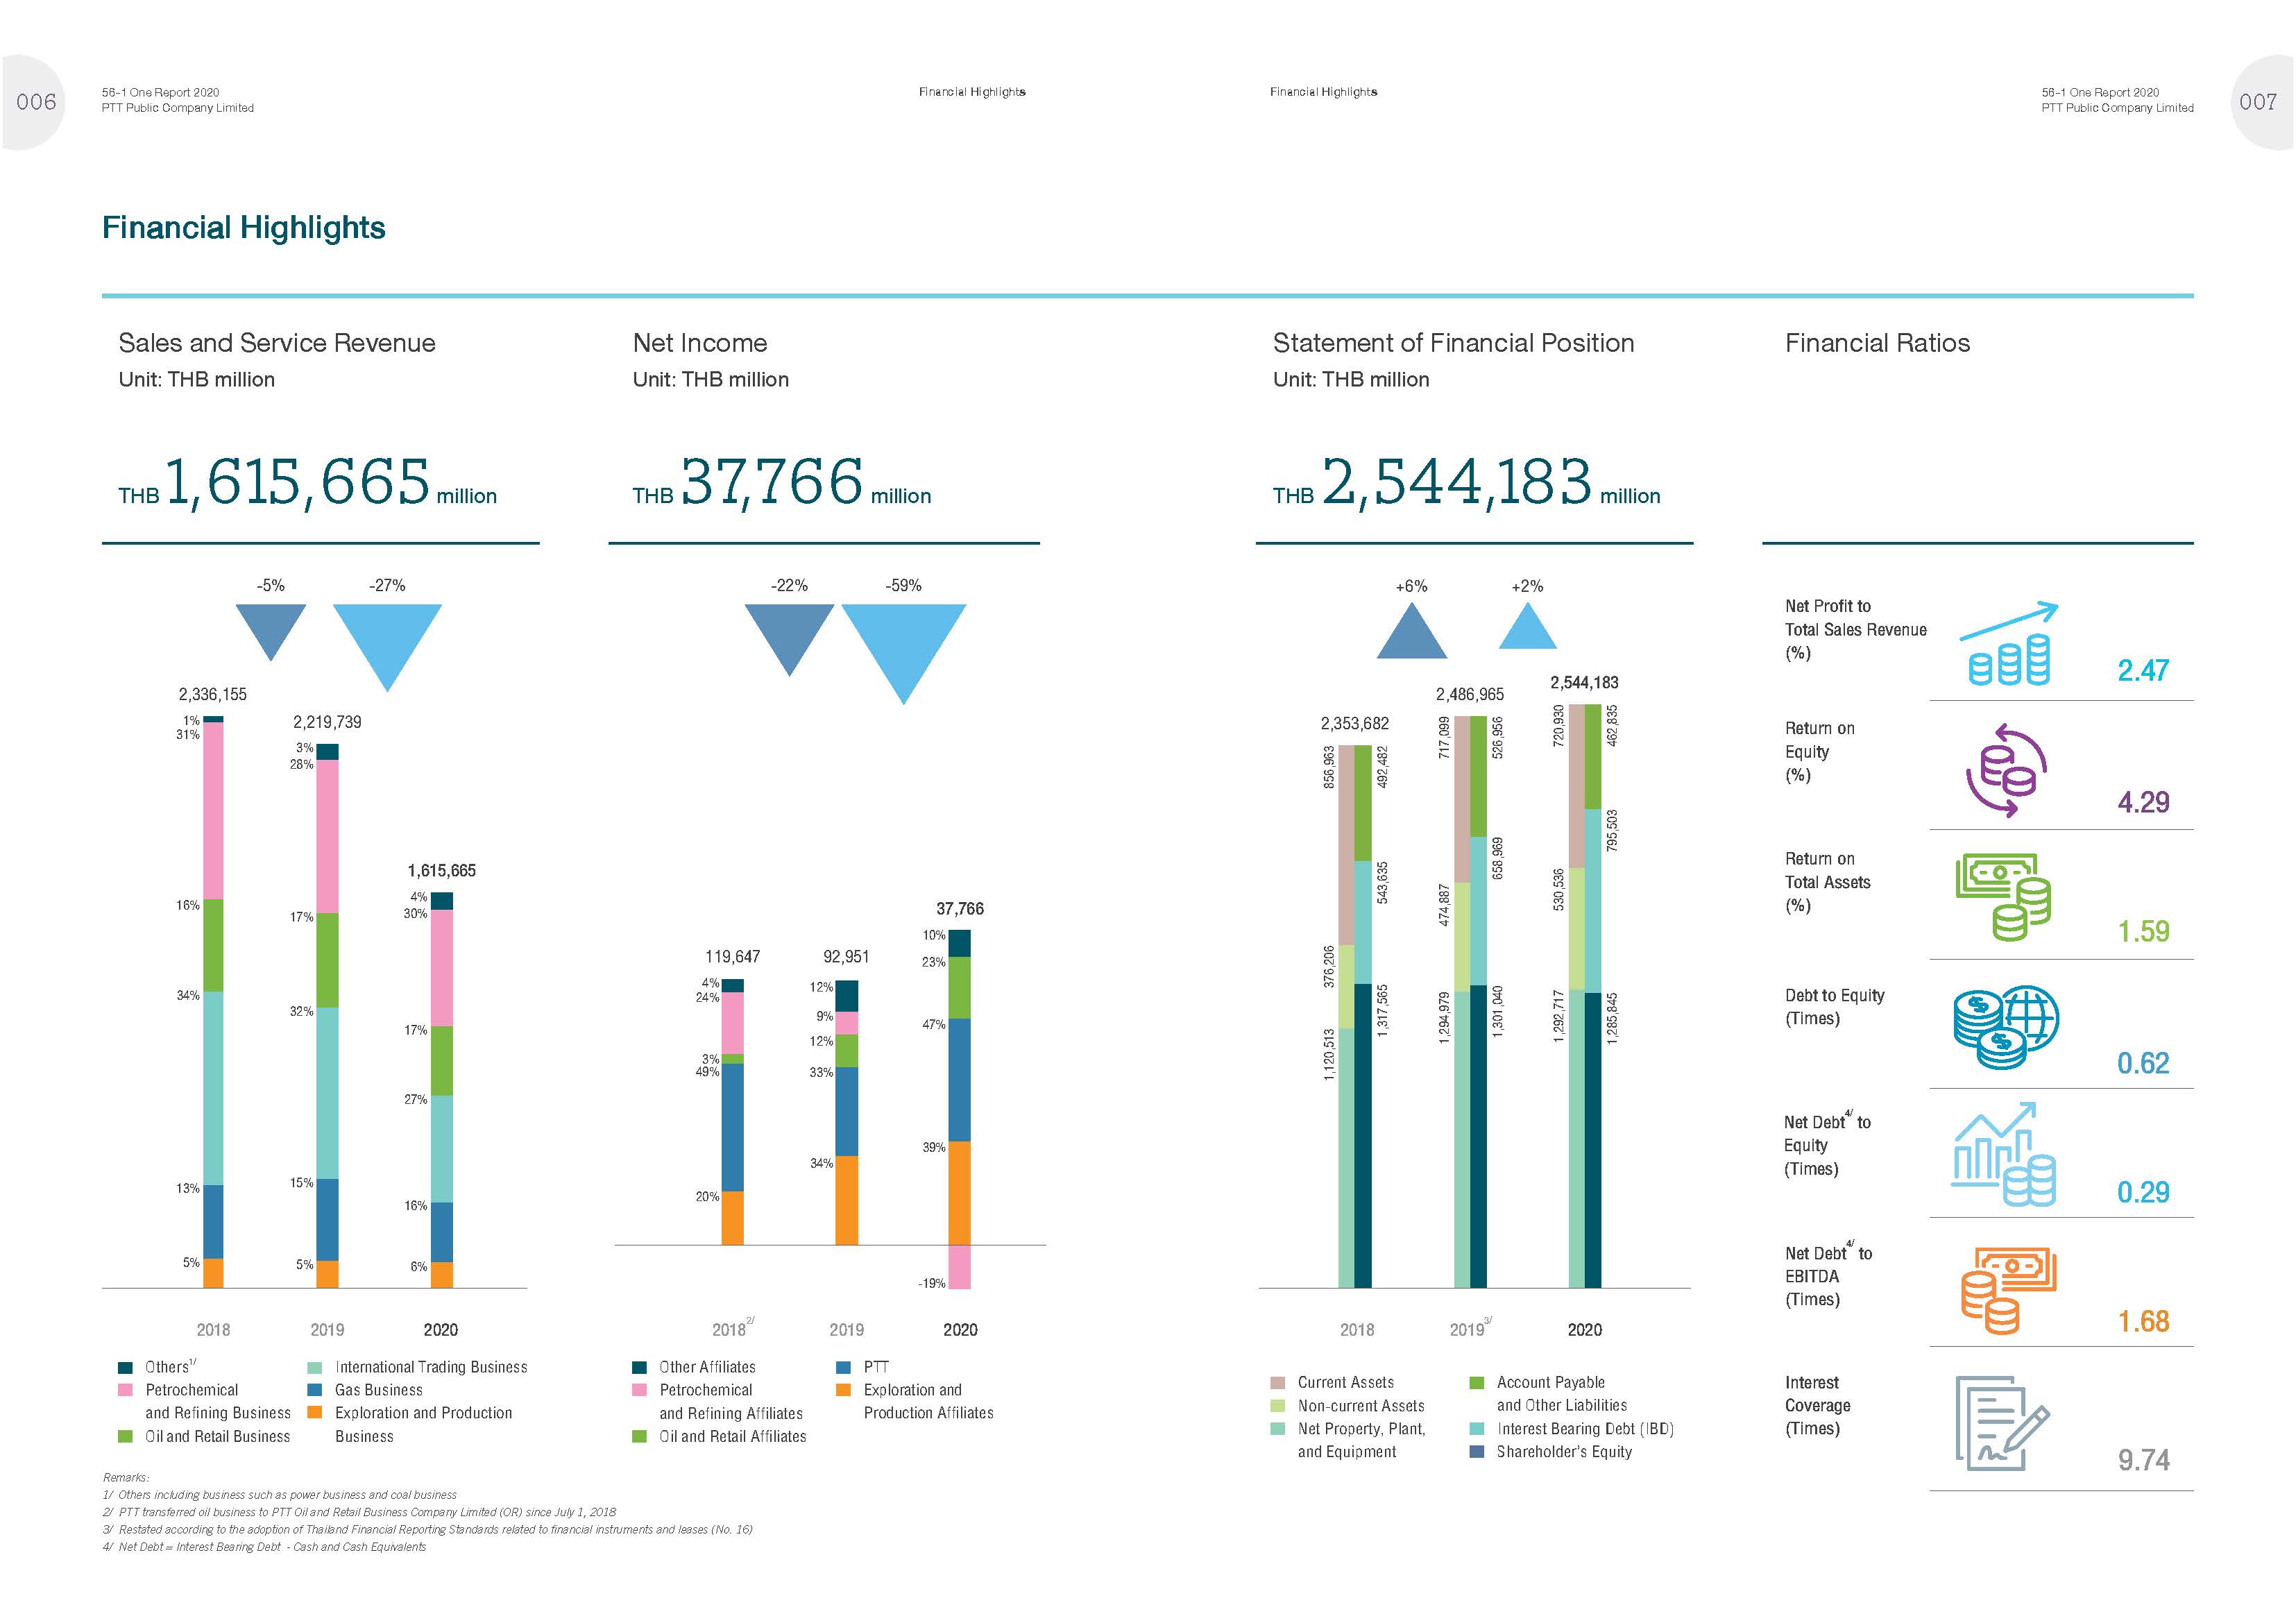 006
56-1 One Report 2020
PTT Public Company Limited
Financial Highlights
Financial Highlights
56-1 One Report 2020
PTT Public Company Limited
007
Financial Highlights
Sales and Service Revenue
Unit: THB million
THB 1,615,665 million
-5%
-27%
2,336,155
1%
31%
16%
34%
13%
5%
2,219,739
3%
28%
17%
32%
15%
5%
1,615,665
4%
30%
17%
27%
16%
6%
2018
2019
2020
Others1/
Petrochemical
and Refining Business
Oil and Retail Business
International Trading Business
Gas Business
Exploration and Production
Business
Net Income
Unit: THB million
THB 37,766 million
-22%
-59%
119,647
4%
24%
3%
49%
20%
92,951
12%
9%
12%
33%
34%
37,766
10%
23%
47%
39%
-19%
2018 2/
2019
2020
Other Affiliates
Petrochemical
and Refining Affiliates
Oil and Retail Affiliates
PTT
Exploration and
Production Affiliates
Remarks:
1/ Others including business such as power business and coal business
2/ PTT transferred oil business to PTT Oil and Retail Business Company Limited (OR) since July 1, 2018
3/ Restated according to the adoption of Thailand Financial Reporting Standards related to financial instruments and leases (No. 16)
4/ Net Debt = Interest Bearing Debt - Cash and Cash Equivalents
Statement of Financial Position
Unit: THB million
THB 2,544,183 million
+6%
+2%
2,353,682
856,963
376,206
1,120,513
492,482
543,635
1,317,565
2,486,965
717,099
474,887
1,294,979
526,956
658,969
1,301,040
2,544,183
720,930
530,536
1,292,717
462,835
795,503
1,285,845
2018
2019 3/
2020
Current Assets
Non-current Assets
Net Property, Plant,
and Equipment
Account Payable
and Other Liabilities
Interest Bearing Debt (IBD)
Shareholder's Equity
Financial Ratios
Net Profit to
Total Sales Revenue
(%)
2.47
Return on
Equity
(%)
4.29
Return on
Total Assets
(%)
1.59
Debt to Equity
(Times)
0.62
Net Debt4/ to
Equity
(Times)
0.29
Net Debt4/ to
EBITDA
(Times)
1.68
Interest
Coverage
(Times)
9.74